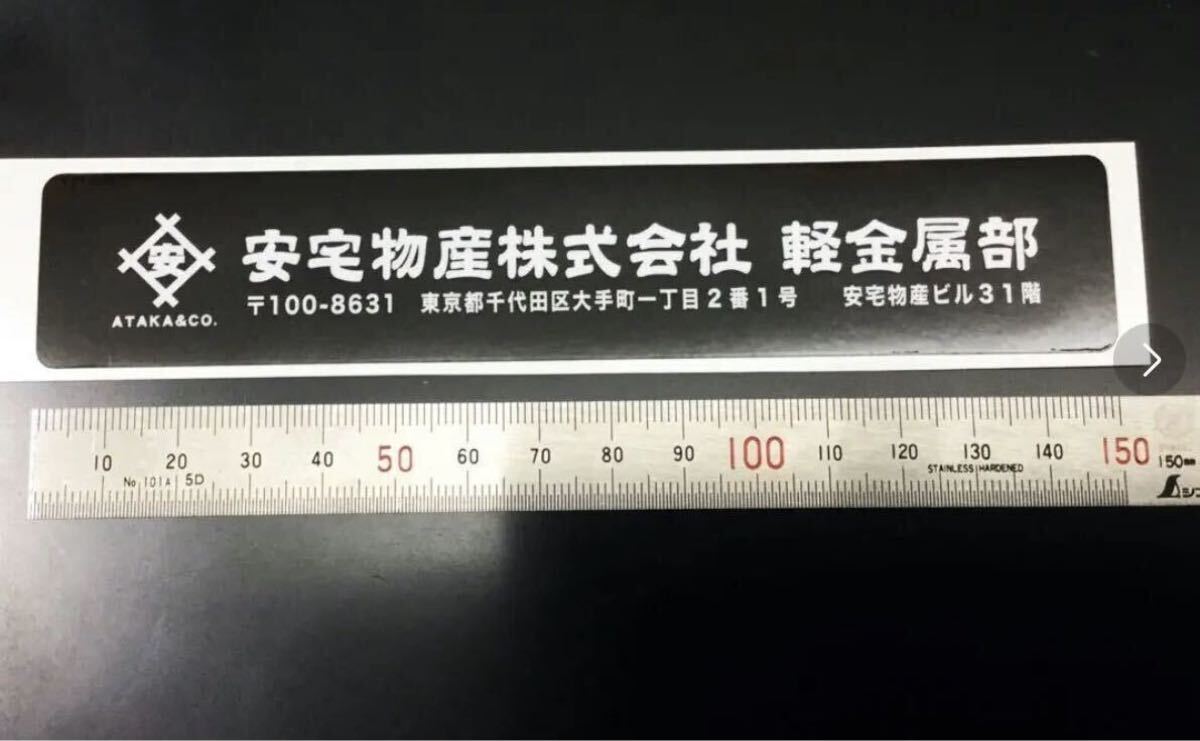 安
ATAKA&CO.
安宅物産株式会社 軽金属部
〒100-8631 東京都千代田区大手町一丁目2番1号 安宅物産ビル31階
10 20 30 40 50 60 70 80 90 100 110 120 130 140 150 150mm
No.101A 5D
STAINLESS HARDENED
シン